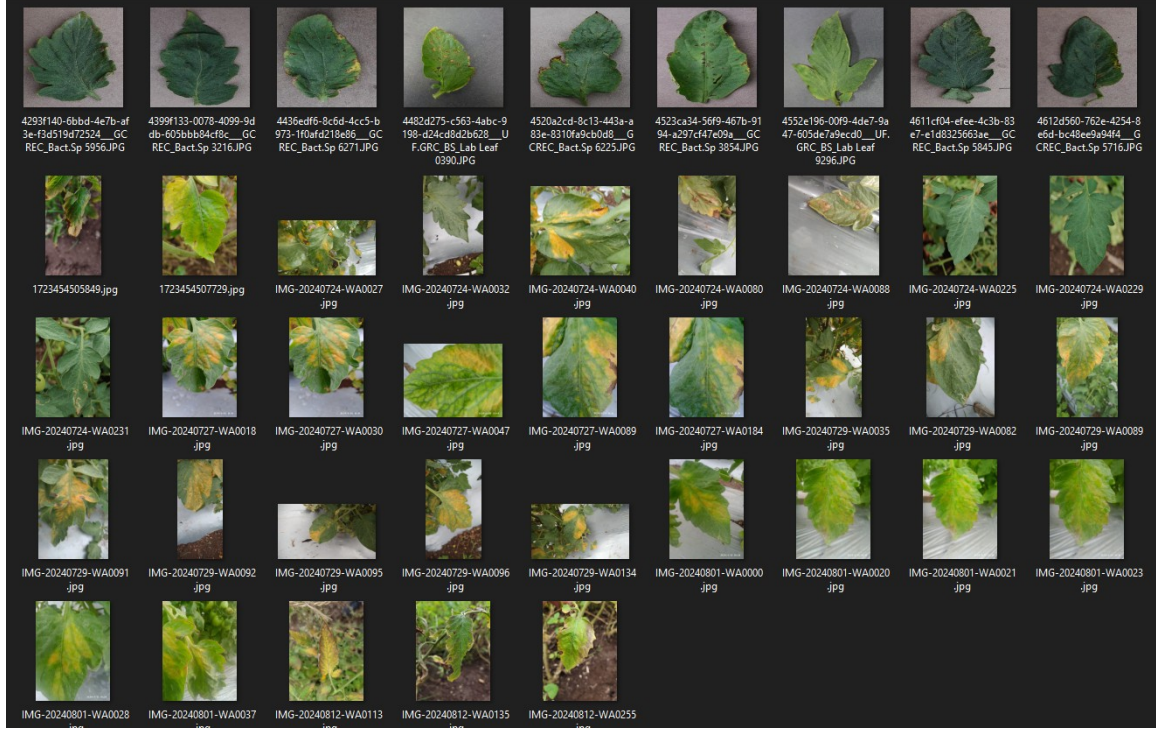 4293f140-6bbd-4e7b-af
3e-f3d519d72524___GC
REC_Bact.Sp 5956.JPG
4399f133-0078-4099-9d
db-605bbb84cf8c___GC
REC_Bact.Sp 3216.JPG
4436edf6-8c6d-4cc5-b
973-1f0afd218e86___GC
REC_Bact.Sp 6271.JPG
4482d275-c563-4abc-9
198-d24cd8d2b628___U
F.GRC_BS_Lab Leaf
0390.JPG
4520a2cd-8c13-443a-a
83e-8310fa9cb0d8___G
CREC_Bact.Sp 6225.JPG
4523ca34-56f9-467b-91
94-a297cf47e09a___GC
REC_Bact.Sp 3854.JPG
4552e196-00f9-4de7-9a
47-605de7a9ecd0___UF.
GRC_BS_Lab Leaf
9296.JPG
4611cf04-efee-4c3b-83
e7-e1d8325663ae___GC
REC_Bact.Sp 5845.JPG
4612d560-762e-4254-8
e6d-bc48ee9a94f4___G
CREC_Bact.Sp 5716.JPG
1723454505849.jpg
1723454507729.jpg
IMG-20240724-WA0027
.jpg
IMG-20240724-WA0032
.jpg
IMG-20240724-WA0040
.jpg
IMG-20240724-WA0080
.jpg
IMG-20240724-WA0088
.jpg
IMG-20240724-WA0225
.jpg
IMG-20240724-WA0229
.jpg
IMG-20240724-WA0231
.jpg
IMG-20240727-WA0018
.jpg
IMG-20240727-WA0030
.jpg
IMG-20240727-WA0047
.jpg
IMG-20240727-WA0089
.jpg
IMG-20240727-WA0184
.jpg
IMG-20240729-WA0035
.jpg
IMG-20240729-WA0082
.jpg
IMG-20240729-WA0089
.jpg
IMG-20240729-WA0091
.jpg
IMG-20240729-WA0092
.jpg
IMG-20240729-WA0095
.jpg
IMG-20240729-WA0096
.jpg
IMG-20240729-WA0134
.jpg
IMG-20240801-WA0000
.jpg
IMG-20240801-WA0020
.jpg
IMG-20240801-WA0021
.jpg
IMG-20240801-WA0023
.jpg
IMG-20240801-WA0028
.jpg
IMG-20240801-WA0037
.jpg
IMG-20240812-WA0113
.jpg
IMG-20240812-WA0135
.jpg
IMG-20240812-WA0255
.jpg